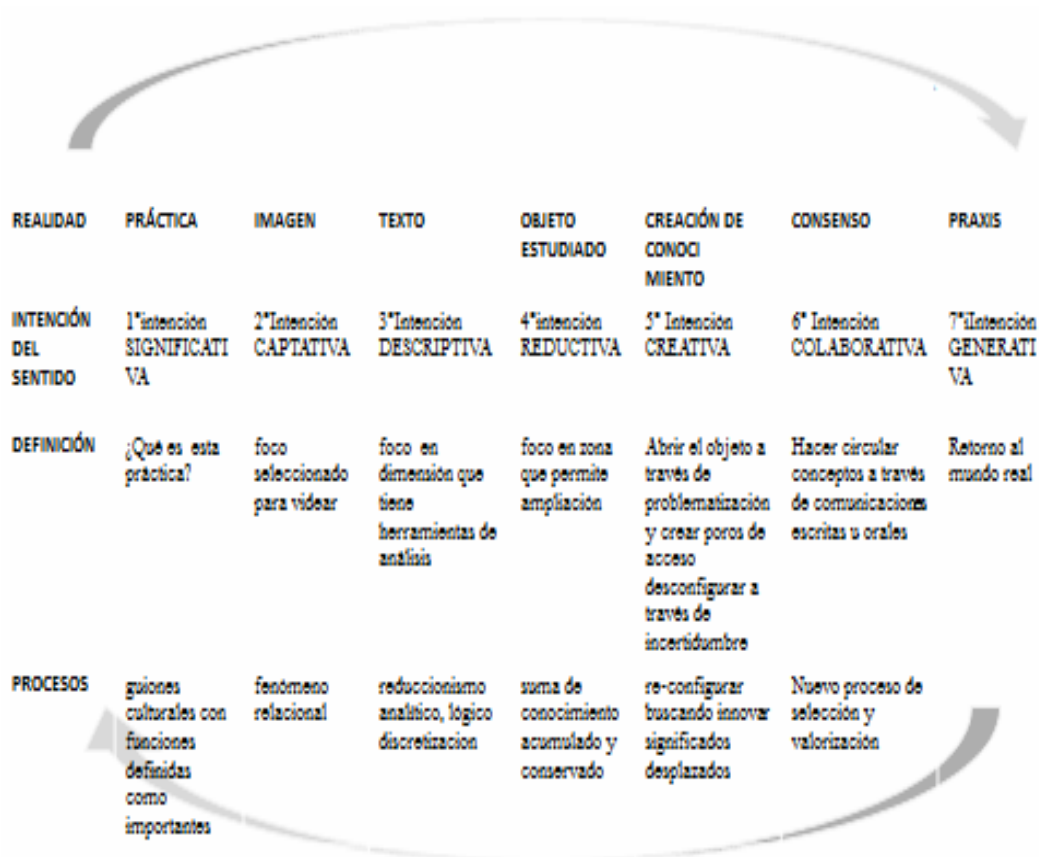 REALIDAD PRÁCTICA IMAGEN TEXTO OBJETO ESTUDIADO CREACIÓN DE CONOCI MIENTO CONSENSO PRAXIS
INTENCIÓN DEL SENTIDO
1°intención SIGNIFICATI VA
2°Intención CAPTATIVA
3°Intención DESCRIPTIVA
4°intención REDUCTIVA
5° Intención CREATIVA
6° Intención COLABORATIVA
7°iIntención GENERATI VA
DEFINICIÓN
¿Qué es esta práctica?
foco seleccionado para videar
foco en dimensión que tiene herramientas de análisis
foco en zona que permite ampliación
Abrir el objeto a través de problematización y crear poros de acceso desconfigurar a través de incertidumbre
Hacer circular conceptos a través de comunicaciones escritas u orales
Retorno al mundo real
PROCESOS
guiones culturales con funciones definidas como importantes
fenómeno relacional
reduccionismo analítico, lógico discretizacion
suma de conocimiento acumulado y conservado
re-configurar buscando innovar significados desplazados
Nuevo proceso de selección y valorización